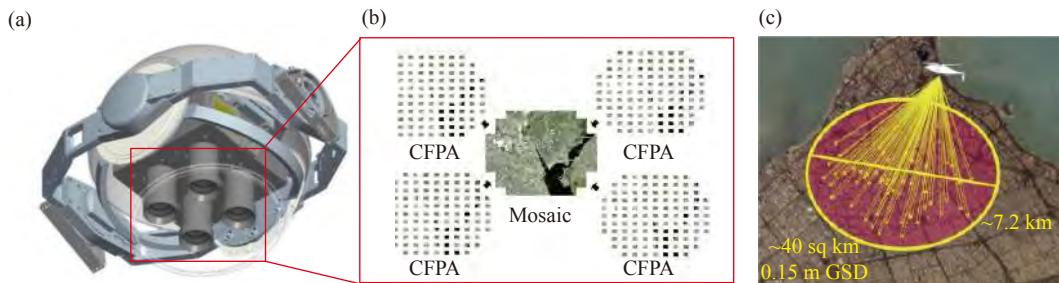 (a)
(b)
(c)
CFPA
CFPA
Mosaic
CFPA
CFPA
~7.2 km
~40 sq km
0.15 m GSD